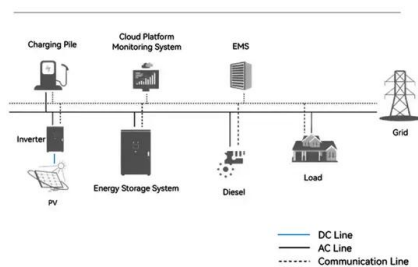 Charging Pile
Cloud Platform
Monitoring System
EMS
Grid
Inverter
PV
Energy Storage System
Diesel
Load
DC Line
AC Line
Communication Line